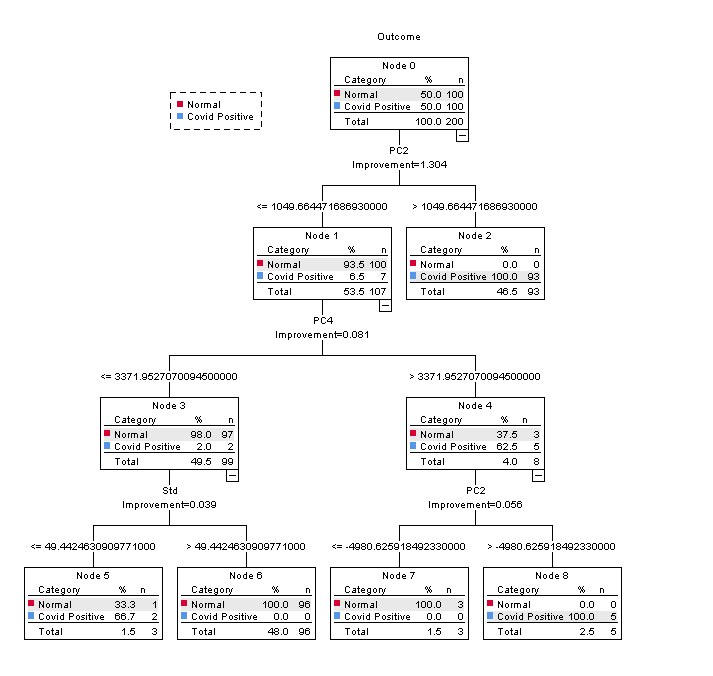 Outcome
Normal
Covid Positive
Node 0
Category % n
Normal 50.0 100
Covid Positive 50.0 100
Total 100.0 200
PC2
Improvement=1.304
<= 1049.664471686930000
> 1049.664471686930000
Node 1
Category % n
Normal 93.5 100
Covid Positive 6.5 7
Total 53.5 107
Node 2
Category % n
Normal 0.0 0
Covid Positive 100.0 93
Total 46.5 93
PC4
Improvement=0.081
<= 3371.9527070094500000
> 3371.9527070094500000
Node 3
Category % n
Normal 98.0 97
Covid Positive 2.0 2
Total 49.5 99
Node 4
Category % n
Normal 37.5 3
Covid Positive 62.5 5
Total 4.0 8
Std
Improvement=0.039
PC2
Improvement=0.056
<= 49.4424630909771000
> 49.4424630909771000
<= -4980.625918492330000
> -4980.625918492330000
Node 5
Category % n
Normal 33.3 1
Covid Positive 66.7 2
Total 1.5 3
Node 6
Category % n
Normal 100.0 96
Covid Positive 0.0 0
Total 48.0 96
Node 7
Category % n
Normal 100.0 3
Covid Positive 0.0 0
Total 1.5 3
Node 8
Category % n
Normal 0.0 0
Covid Positive 100.0 5
Total 2.5 5